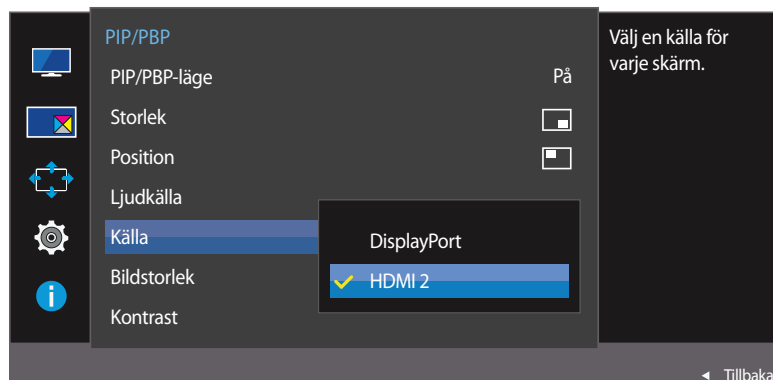 PIP/PBP
PIP/PBP-läge På
Storlek
Position
Ljudkälla
Källa
Bildstorlek
Kontrast
DisplayPort
HDMI 2
Välj en källa för
varje skärm.
Tillbaka